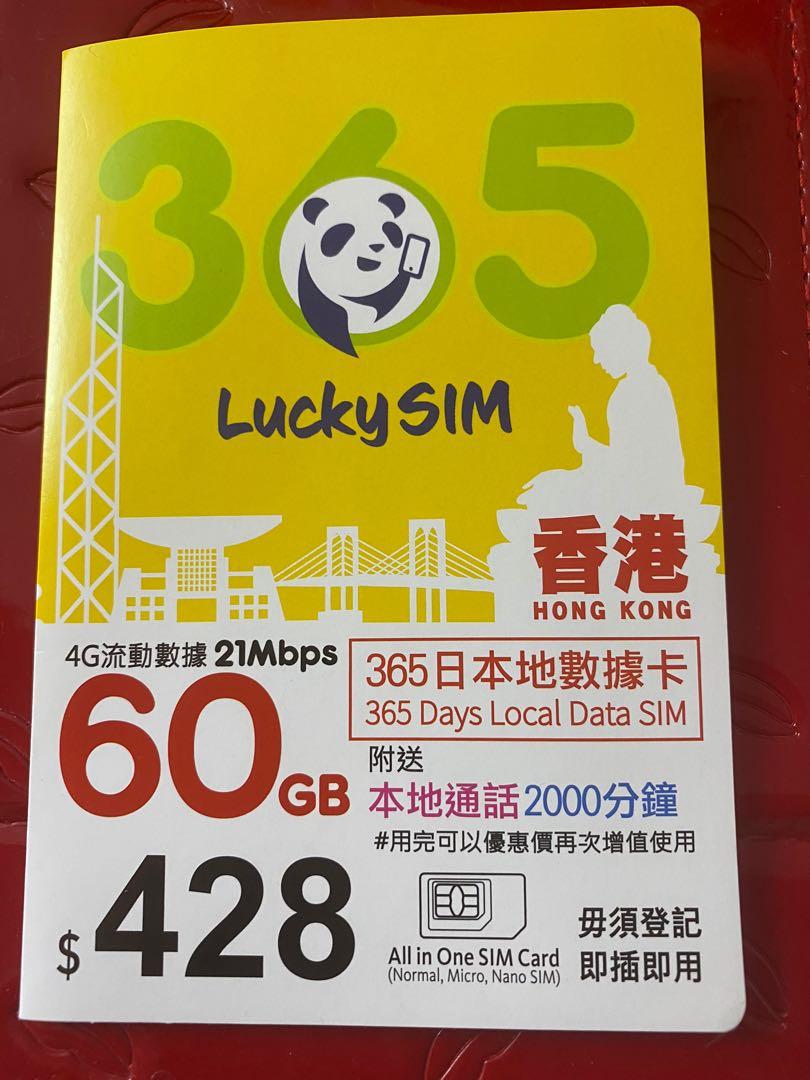 365
LuckySIM
香港
HONG KONG
4G流動數據 21Mbps
60GB
365日本地數據卡
365 Days Local Data SIM
附送
本地通話2000分鐘
#用完可以優惠價再次增值使用
$428
All in One SIM Card
(Normal, Micro, Nano SIM)
毋須登記
即插即用